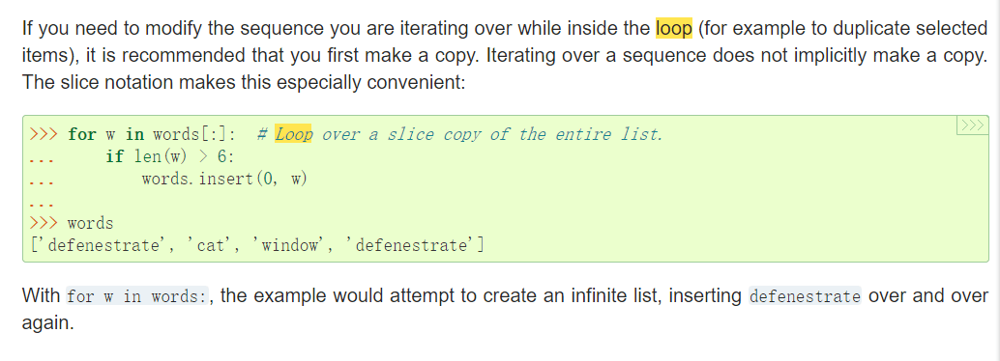 If you need to modify the sequence you are iterating over while inside the loop (for example to duplicate selected
items), it is recommended that you first make a copy. Iterating over a sequence does not implicitly make a copy.
The slice notation makes this especially convenient:
>>>
>>> for w in words[:]:  # Loop over a slice copy of the entire list.
...     if len(w) > 6:
...         words.insert(0, w)
...
>>> words
['defenestrate', 'cat', 'window', 'defenestrate']
With for w in words:, the example would attempt to create an infinite list, inserting defenestrate over and over
again.